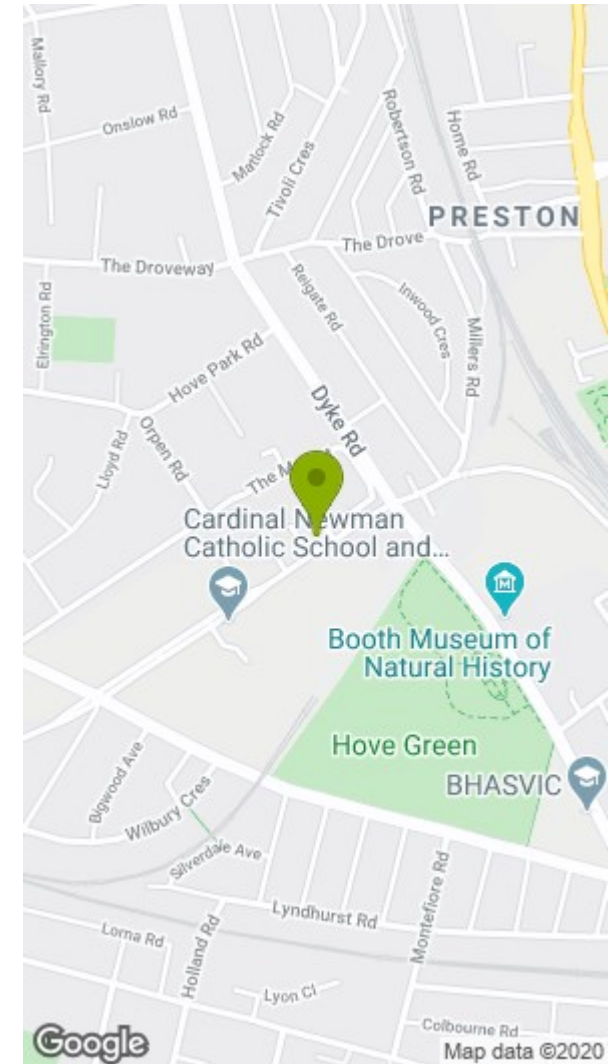 Mallory Rd
Onslow Rd
Matlock Rd
Tivoli Cres
Robertson Rd
Home Rd
PRESTON
The Drove
The Droveway
Reigate Rd
Inwood Cres
Millers Rd
Elrington Rd
Hove Park Rd
Dyke Rd
Lloyd Rd
Orpen Rd
The
Cardinal Newman
Catholic School and...
Booth Museum of
Natural History
Hove Green
BHASVIC
Bigwood Ave
Wilbury Cres
Silverdale Ave
Montefiore Rd
Lyndhurst Rd
Holland Rd
Lorna Rd
Lyon Cl
Colbourne Rd
Google
Map data ©2020